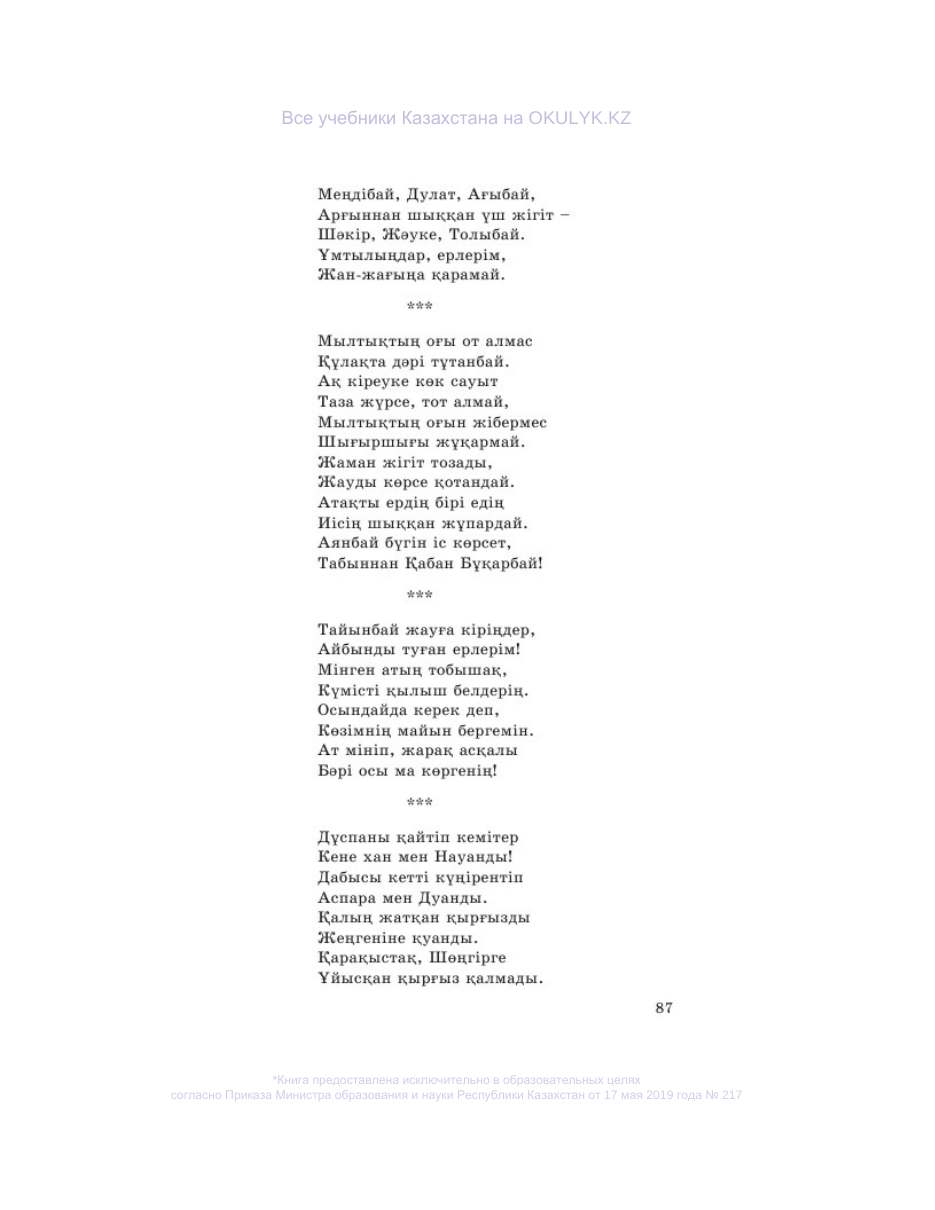 Все учебники Казахстана на OKULYK.KZ
Меңдібай, Дулат, Ағыбай,
Арғыннан шыққан үш жігіт –
Шәкір, Жәуке, Толыбай.
Ұмтылыңдар, ерлерім,
Жан-жағыңа қарамай.
***
Мылтықтың оғы от алмас
Құлақта дәрі тұтанбай.
Ақ кіреуке көк сауыт
Таза жүрсе, тот алмай,
Мылтықтың оғын жібермес
Шығыршығы жұқармай.
Жаман жігіт тозады,
Жауды көрсе қотандай.
Атақты ердің бірі едің
Иісің шыққан жұпардай.
Аянбай бүгін іс көрсет,
Табыннан Қабан Бұқарбай!
***
Тайынбай жауға кіріңдер,
Айбынды туған ерлерім!
Мінген атың тобышақ,
Күмісті қылыш белдерің.
Осындайда керек деп,
Көзімнің майын бергемін.
Ат мініп, жарақ асқалы
Бәрі осы ма көргенің!
***
Дұспаны қайтіп кемітер
Кене хан мен Науанды!
Дабысы кетті күңірентіп
Аспара мен Дуанды.
Қалың жатқан қырғызды
Жеңгеніне қуанды.
Қарақыстақ, Шөңгірге
Ұйысқан қырғыз қалмады.
87
*Книга предоставлена исключительно в образовательных целях
согласно Приказа Министра образования и науки Республики Казахстан от 17 мая 2019 года № 217